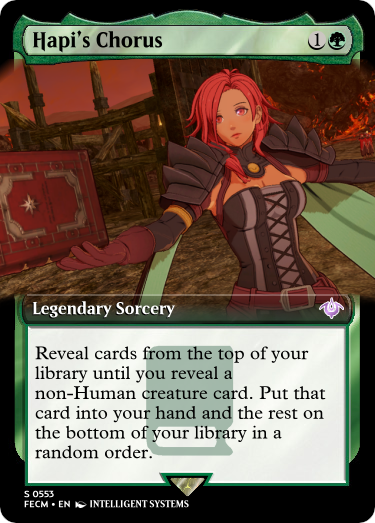 Hapi's Chorus 1
Legendary Sorcery
Reveal cards from the top of your
library until you reveal a
non-Human creature card. Put that
card into your hand and the rest on
the bottom of your library in a
random order.
S 0553
FECM • EN INTELLIGENT SYSTEMS